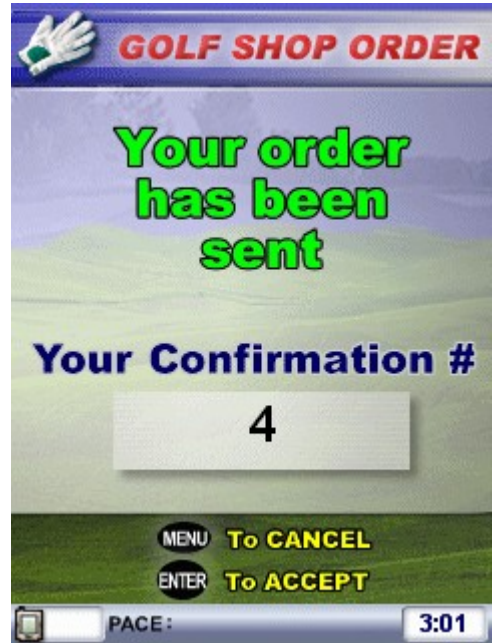 GOLF SHOP ORDER
Your order
has been
sent
Your Confirmation #
4
MENU To CANCEL
ENTER To ACCEPT
PACE: 3:01